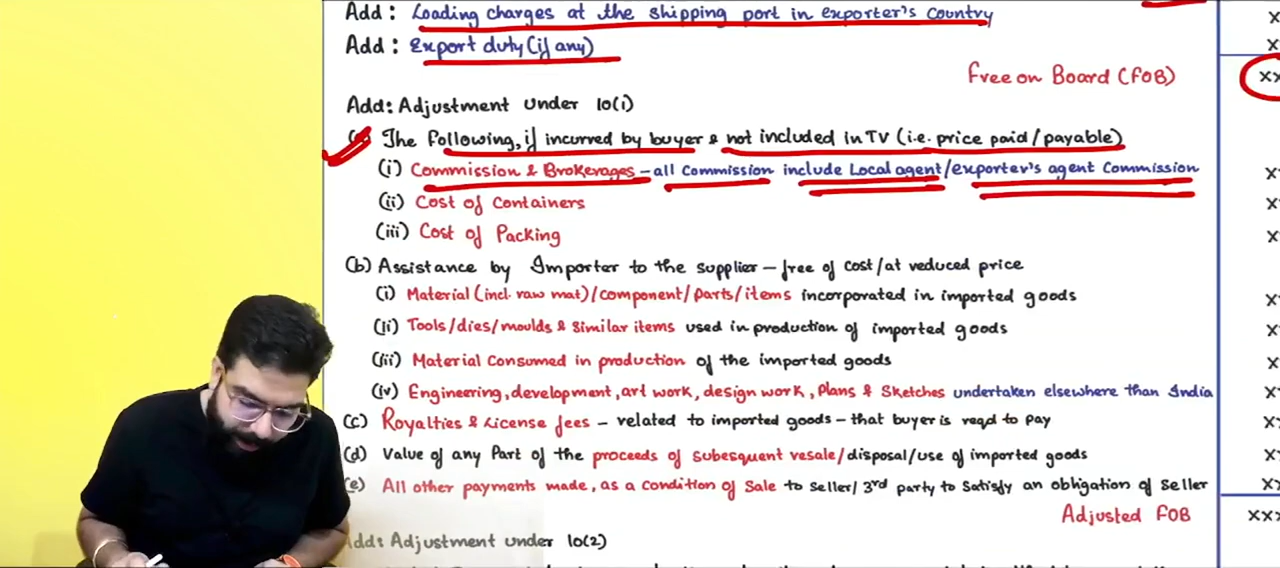 Add: Loading charges at the shipping port in exporter's country
Add: Export duty (if any)
Free on Board (FOB)
Add: Adjustment under 10(1)
The following, if incurred by buyer & not included in TV (i.e. price paid/payable)
(i) Commission & Brokerages - all Commission include Local agent/exporter's agent Commission
(ii) Cost of Containers
(iii) Cost of Packing
(b) Assistance by Importer to the supplier - free of cost/at reduced price
(i) Material (incl. raw mat)/component/parts/items incorporated in imported goods
(ii) Tools/dies/moulds & similar items used in production of imported goods
(iii) Material Consumed in production of the imported goods
(iv) Engineering, development, art work, design work, Plans & Sketches undertaken elsewhere than India
(c) Royalties & License fees - related to imported goods - that buyer is reqd to pay
(d) Value of any Part of the proceeds of subesquent resale/disposal/use of imported goods
(e) All other payments made, as a Condition of Sale to Seller/3rd party to Satisfy an obligation of Seller
Adjusted FOB XXX
Add: Adjustment under 10(2)